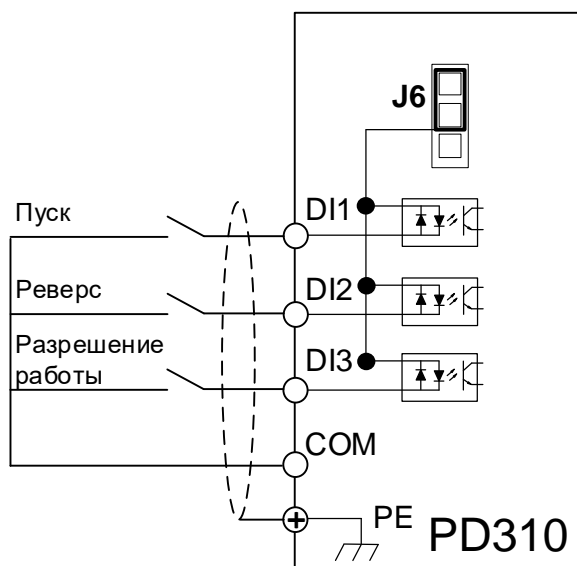 J6
Пуск
DI1
Реверс
DI2
Разрешение
работы
DI3
COM
PE
PD310